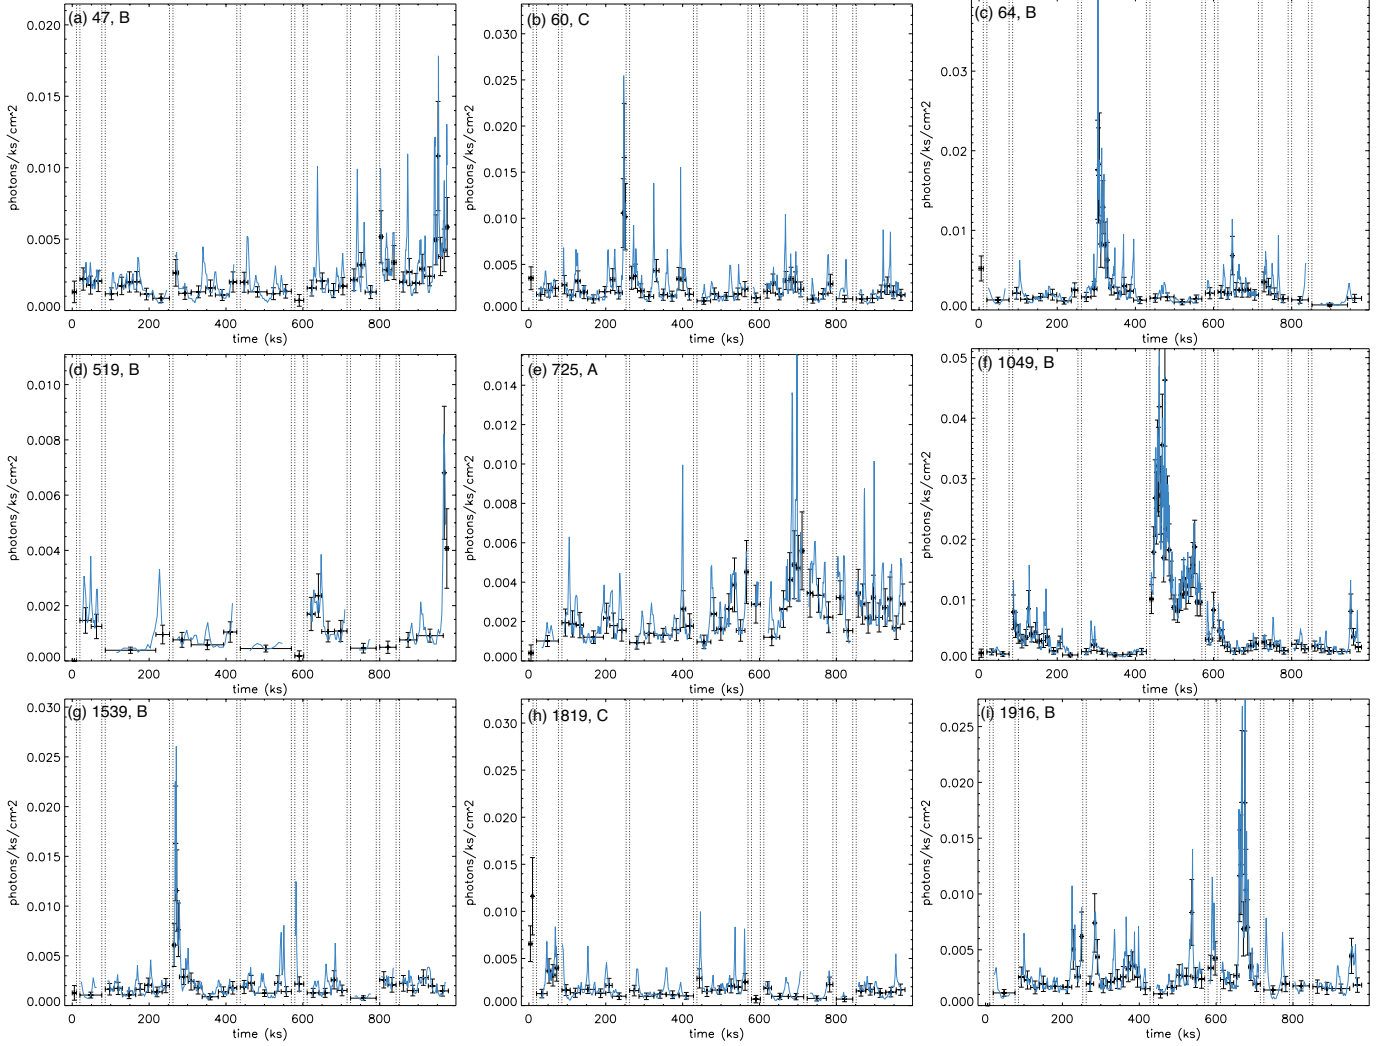 (a) 47, B
0.020
0.015
0.010
0.005
0.000
photons/ks/cm^2
0 200 400 600 800
time (ks)
(b) 60, C
0.030
0.025
0.020
0.015
0.010
0.005
0.000
photons/ks/cm^2
0 200 400 600 800
time (ks)
(c) 64, B
0.03
0.02
0.01
0.00
photons/ks/cm^2
0 200 400 600 800
time (ks)
(d) 519, B
0.010
0.008
0.006
0.004
0.002
0.000
photons/ks/cm^2
0 200 400 600 800
time (ks)
(e) 725, A
0.014
0.012
0.010
0.008
0.006
0.004
0.002
0.000
photons/ks/cm^2
0 200 400 600 800
time (ks)
(f) 1049, B
0.05
0.04
0.03
0.02
0.01
0.00
photons/ks/cm^2
0 200 400 600 800
time (ks)
(g) 1539, B
0.030
0.025
0.020
0.015
0.010
0.005
0.000
photons/ks/cm^2
0 200 400 600 800
time (ks)
(h) 1819, C
0.030
0.025
0.020
0.015
0.010
0.005
0.000
photons/ks/cm^2
0 200 400 600 800
time (ks)
(i) 1916, B
0.025
0.020
0.015
0.010
0.005
0.000
photons/ks/cm^2
0 200 400 600 800
time (ks)